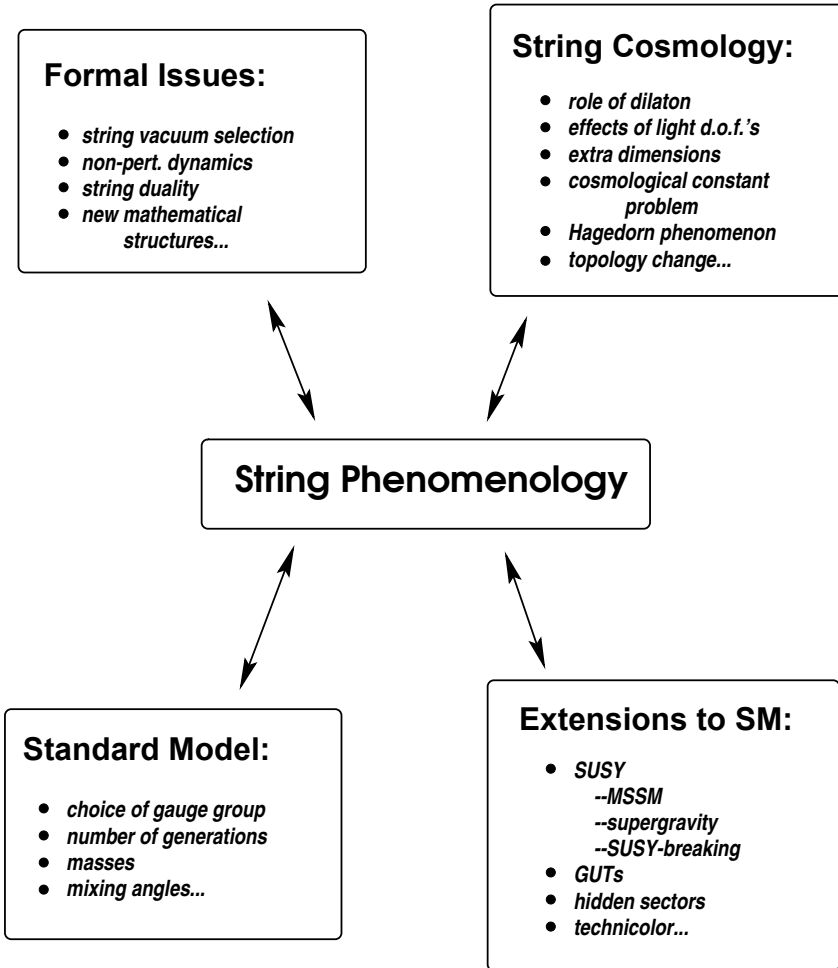 Formal Issues:
• string vacuum selection
• non-pert. dynamics
• string duality
• new mathematical
structures...
String Cosmology:
• role of dilaton
• effects of light d.o.f.'s
• extra dimensions
• cosmological constant
problem
• Hagedorn phenomenon
• topology change...
String Phenomenology
Standard Model:
• choice of gauge group
• number of generations
• masses
• mixing angles...
Extensions to SM:
• SUSY
--MSSM
--supergravity
--SUSY-breaking
• GUTs
• hidden sectors
• technicolor...